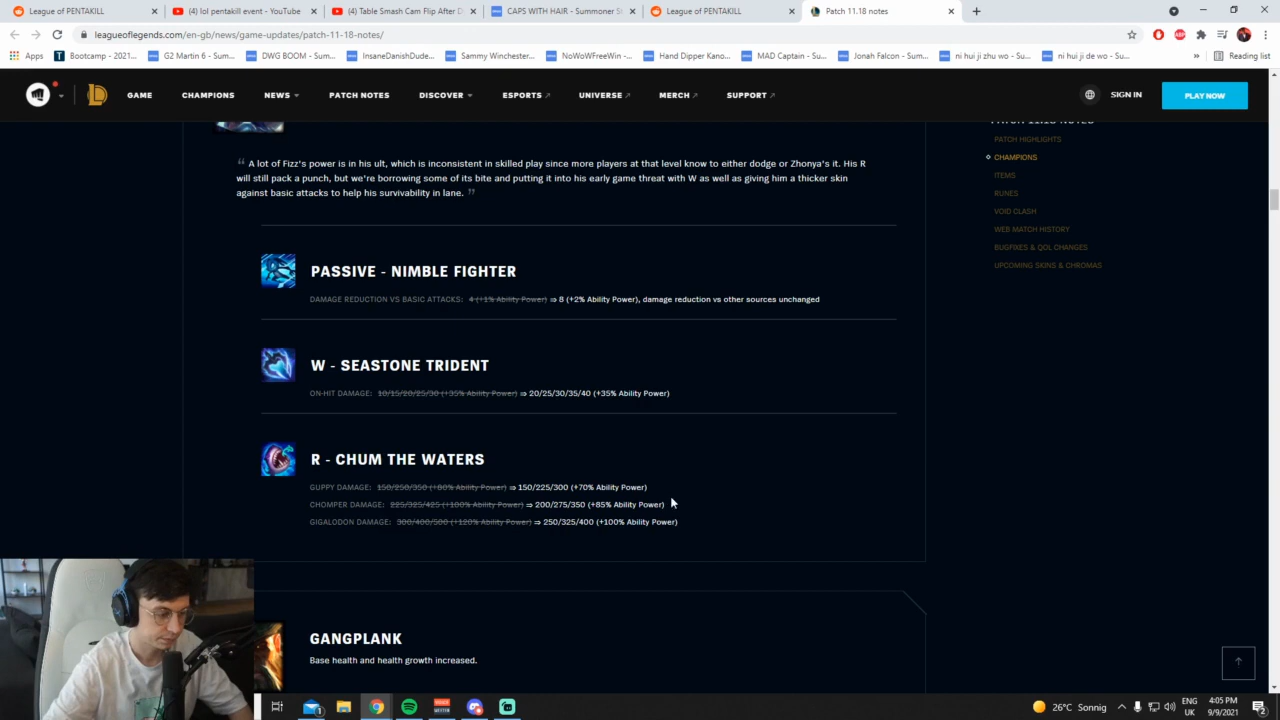 League of PENTAKILL
(4) lol pentakill event - YouTube
(4) Table Smash Cam Flip After D
CAPS WITH HAIR - Summoner S
League of PENTAKILL
Patch 11.18 notes
leagueoflegends.com/en-gb/news/game-updates/patch-11-18-notes/
Apps
Bootcamp - 2021...
G2 Martin 6 - Sum...
DWG BOOM - Sum...
InsaneDanishDude...
Sammy Winchester...
NoWoWFreeWin -...
Hand Dipper Kano...
MAD Captain - Su...
Jonah Falcon - Su...
ni hui ji zhu wo - Su...
ni hui ji de wo - Su...
»
Reading list
GAME
CHAMPIONS
NEWS
PATCH NOTES
DISCOVER
ESPORTS
UNIVERSE
MERCH
SUPPORT
SIGN IN
PLAY NOW
PATCH 11.18 NOTES
PATCH HIGHLIGHTS
CHAMPIONS
ITEMS
RUNES
VOID CLASH
WEB MATCH HISTORY
BUGFIXES & QOL CHANGES
UPCOMING SKINS & CHROMAS
“ A lot of Fizz's power is in his ult, which is inconsistent in skilled play since more players at that level know to either dodge or Zhonya's it. His R
will still pack a punch, but we're borrowing some of its bite and putting it into his early game threat with W as well as giving him a thicker skin
against basic attacks to help his survivability in lane. ”
PASSIVE - NIMBLE FIGHTER
DAMAGE REDUCTION VS BASIC ATTACKS: 4 (+1% Ability Power) ⇒ 8 (+2% Ability Power), damage reduction vs other sources unchanged
W - SEASTONE TRIDENT
ON-HIT DAMAGE: 10/15/20/25/30 (+35% Ability Power) ⇒ 20/25/30/35/40 (+35% Ability Power)
R - CHUM THE WATERS
GUPPY DAMAGE: 150/250/350 (+80% Ability Power) ⇒ 150/225/300 (+70% Ability Power)
CHOMPER DAMAGE: 225/325/425 (+100% Ability Power) ⇒ 200/275/350 (+85% Ability Power)
GIGALODON DAMAGE: 300/400/500 (+120% Ability Power) ⇒ 250/325/400 (+100% Ability Power)
GANGPLANK
Base health and health growth increased.
26°C Sonnig
ENG
UK
4:05 PM
9/9/2021